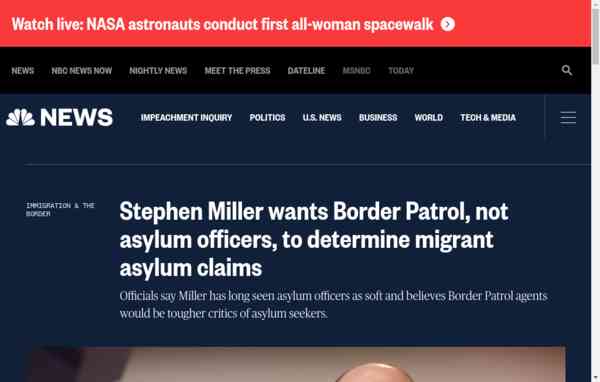 Watch live: NASA astronauts conduct first all-woman spacewalk
NEWS NBC NEWS NOW NIGHTLY NEWS MEET THE PRESS DATELINE MSNBC TODAY
NEWS IMPEACHMENT INQUIRY POLITICS U.S. NEWS BUSINESS WORLD TECH & MEDIA
IMMIGRATION & THE
BORDER
Stephen Miller wants Border Patrol, not
asylum officers, to determine migrant
asylum claims
Officials say Miller has long seen asylum officers as soft and believes Border Patrol agents
would be tougher critics of asylum seekers.